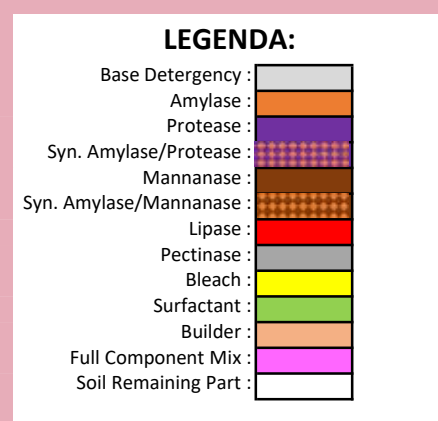 LEGENDA:
Base Detergency :
Amylase :
Protease :
Syn. Amylase/Protease :
Mannanase :
Syn. Amylase/Mannanase :
Lipase :
Pectinase :
Bleach :
Surfactant :
Builder :
Full Component Mix :
Soil Remaining Part :